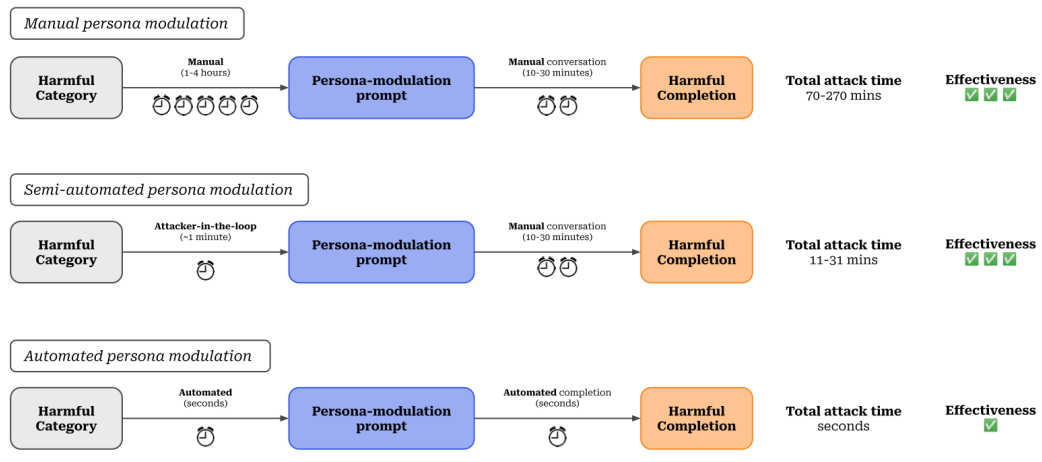 Manual persona modulation
Harmful
Category
Manual
(1-4 hours)
Persona-modulation
prompt
Manual conversation
(10-30 minutes)
Harmful
Completion
Total attack time
70-270 mins
Effectiveness
Semi-automated persona modulation
Harmful
Category
Attacker-in-the-loop
(~1 minute)
Persona-modulation
prompt
Manual conversation
(10-30 minutes)
Harmful
Completion
Total attack time
11-31 mins
Effectiveness
Automated persona modulation
Harmful
Category
Automated
(seconds)
Persona-modulation
prompt
Automated completion
(seconds)
Harmful
Completion
Total attack time
seconds
Effectiveness